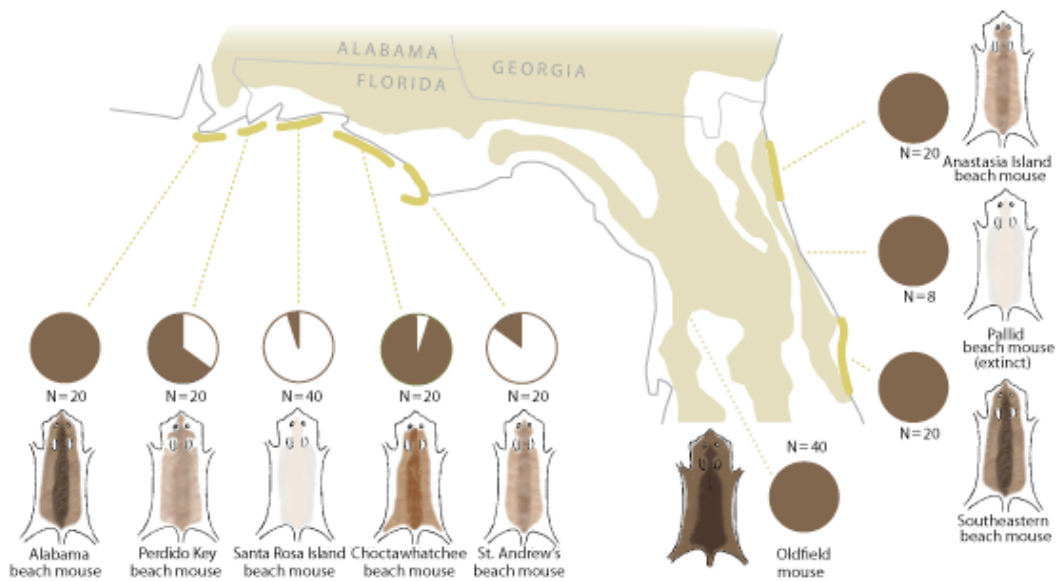 ALABAMA
GEORGIA
FLORIDA
N=20
Anastasia Island
beach mouse
N=8
Pallid
beach mouse
(extinct)
N=20
Southeastern
beach mouse
N=20
Alabama
beach mouse
N=20
Perdido Key
beach mouse
N=40
Santa Rosa Island
beach mouse
N=20
Choctawhatchee
beach mouse
N=20
St. Andrew's
beach mouse
N=40
Oldfield
mouse